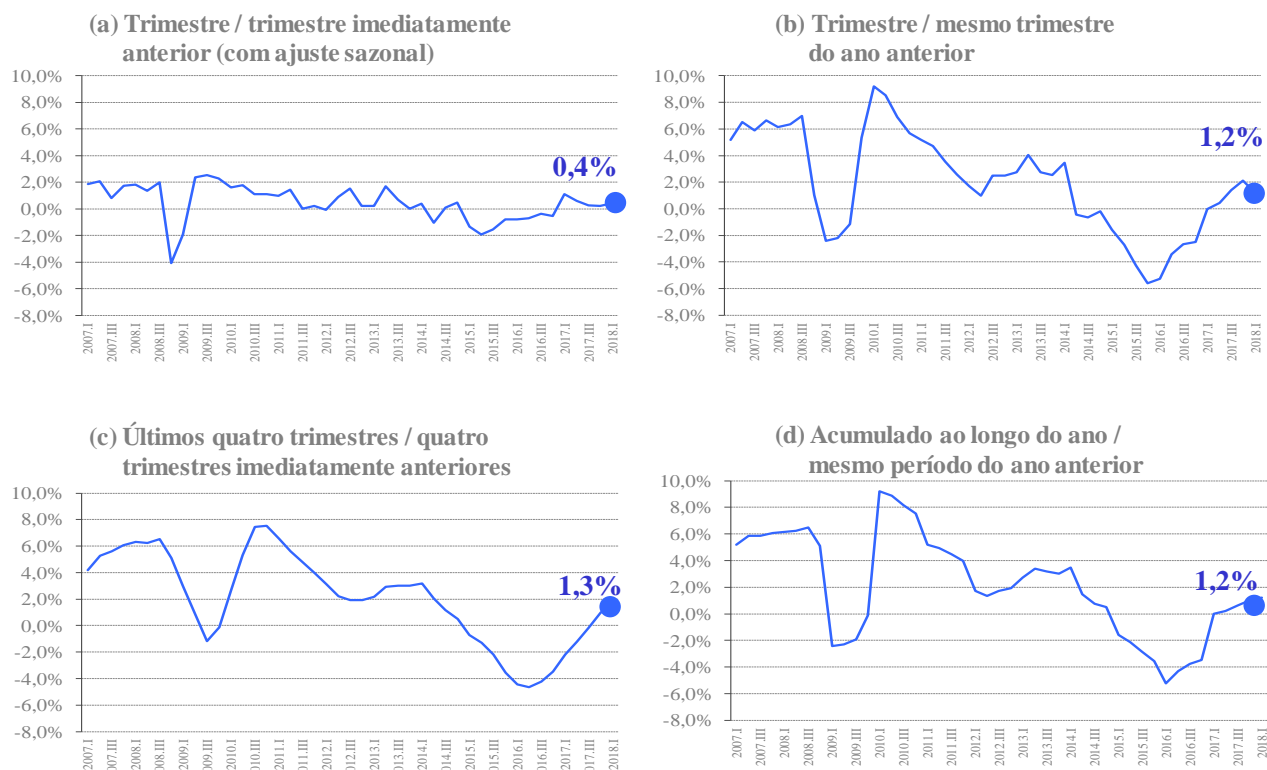 (a) Trimestre / trimestre imediatamente
anterior (com ajuste sazonal)
10,0%
8,0%
6,0%
4,0%
2,0%
0,0%
-2,0%
-4,0%
-6,0%
-8,0%
0,4%
2007.I
2007.III
2008.I
2008.III
2009.I
2009.III
2010.I
2010.III
2011.I
2011.III
2012.I
2012.III
2013.I
2013.III
2014.I
2014.III
2015.I
2015.III
2016.I
2016.III
2017.I
2017.III
2018.I
(b) Trimestre / mesmo trimestre
do ano anterior
10,0%
8,0%
6,0%
4,0%
2,0%
0,0%
-2,0%
-4,0%
-6,0%
-8,0%
1,2%
2007.I
2007.III
2008.I
2008.III
2009.I
2009.III
2010.I
2010.III
2011.I
2011.III
2012.I
2012.III
2013.I
2013.III
2014.I
2014.III
2015.I
2015.III
2016.I
2016.III
2017.I
2017.III
2018.I
(c) Últimos quatro trimestres / quatro
trimestres imediatamente anteriores
10,0%
8,0%
6,0%
4,0%
2,0%
0,0%
-2,0%
-4,0%
-6,0%
-8,0%
1,3%
2007.I
007.III
2008.I
008.III
2009.I
009.III
2010.I
010.III
2011.I
011.III
2012.I
012.III
2013.I
013.III
2014.I
014.III
2015.I
015.III
2016.I
016.III
2017.I
2017.III
2018.I
(d) Acumulado ao longo do ano /
mesmo período do ano anterior
10,0%
8,0%
6,0%
4,0%
2,0%
0,0%
-2,0%
-4,0%
-6,0%
-8,0%
1,2%
2007.I
2007.III
2008.I
2008.III
2009.I
2009.III
2010.I
2010.III
2011.I
2011.III
2012.I
2012.III
2013.I
2013.III
2014.I
2014.III
2015.I
2015.III
2016.I
2016.III
2017.I
2017.III
2018.I